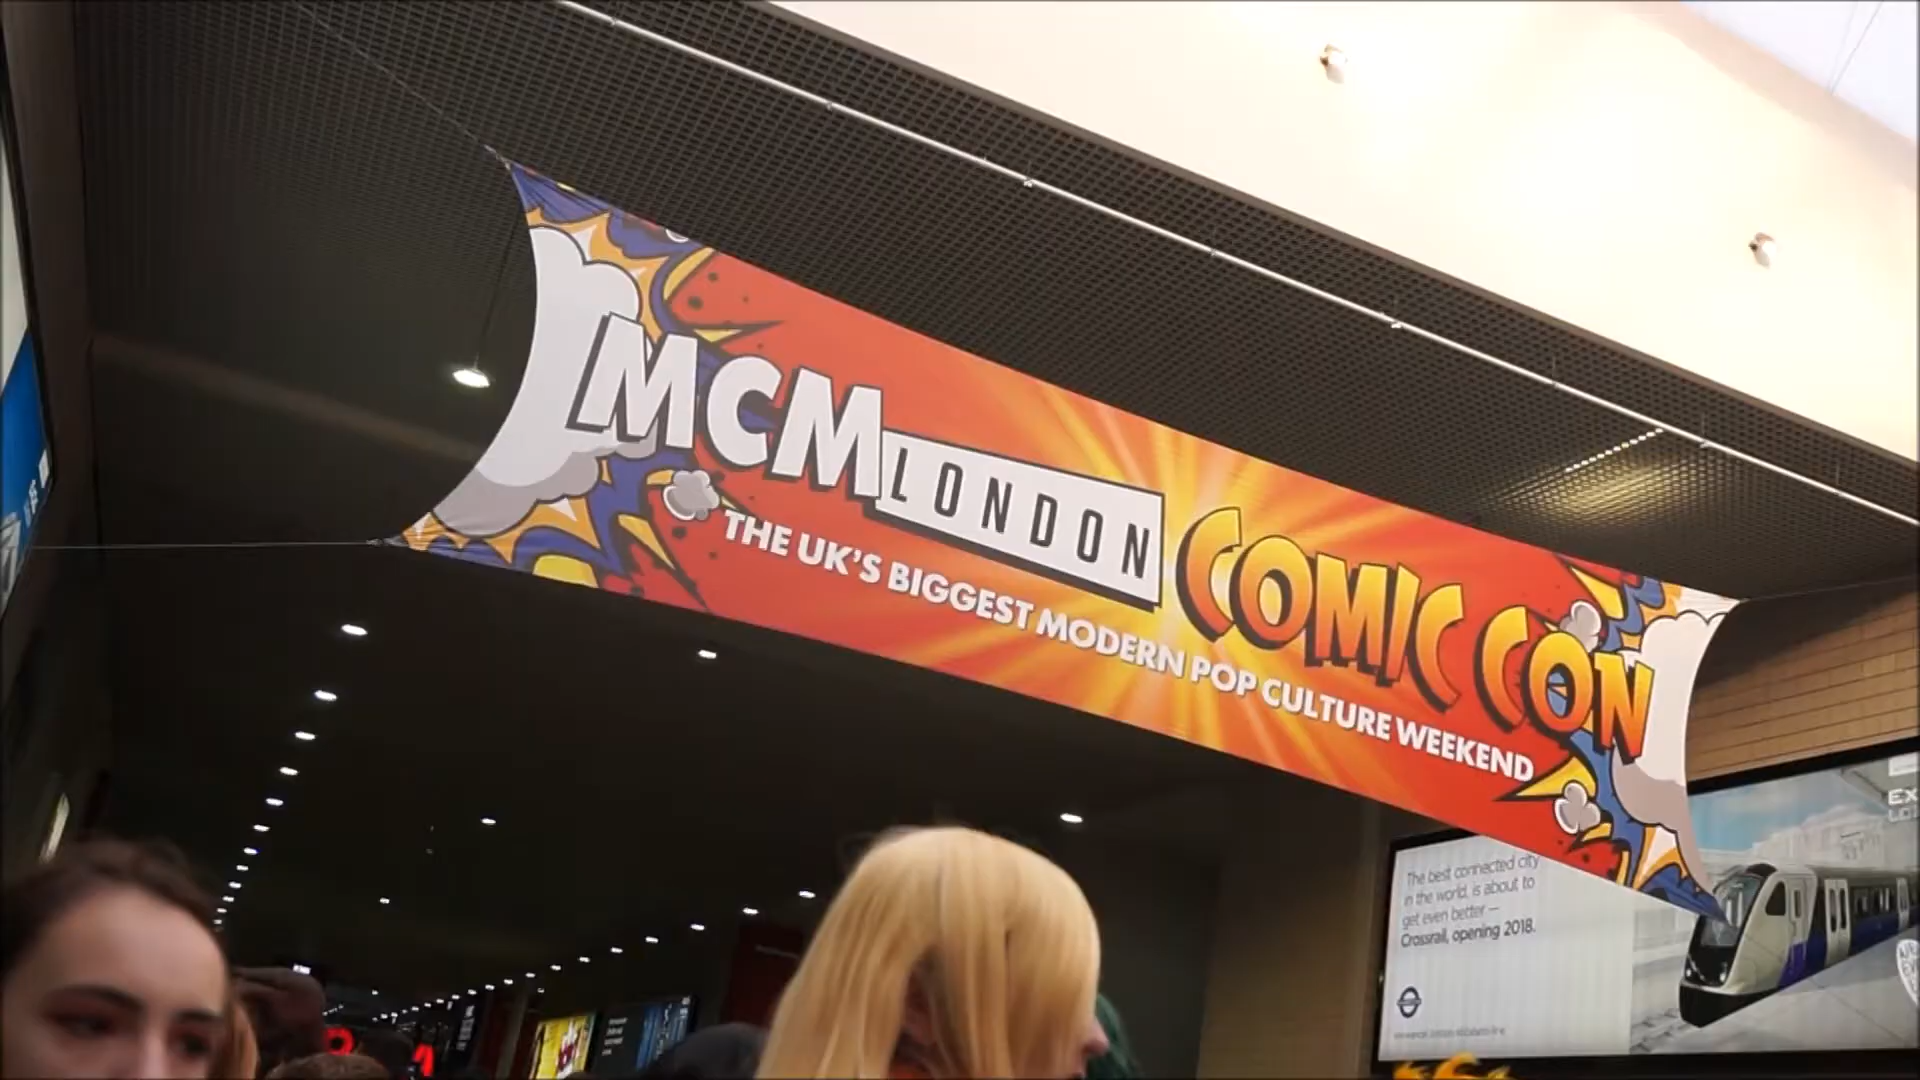 MCM LONDON COMIC CON
THE UK'S BIGGEST MODERN POP CULTURE WEEKEND
The best connected city
in the world, is about to
get even better —
Crossrail, opening 2018.